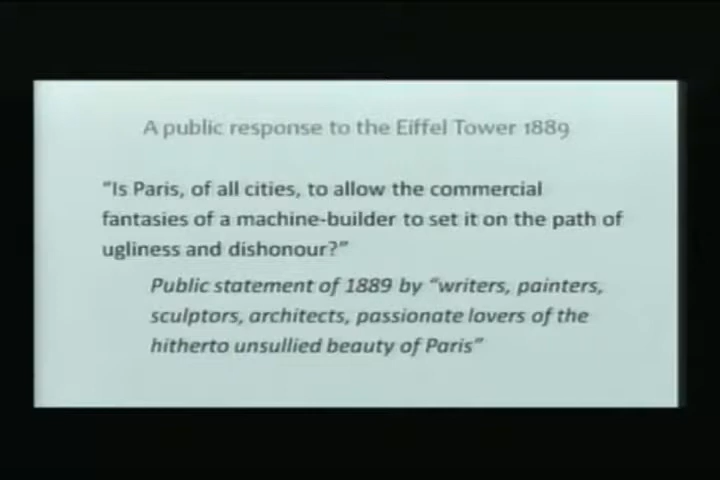 A public response to the Eiffel Tower 1889
“Is Paris, of all cities, to allow the commercial
fantasies of a machine-builder to set it on the path of
ugliness and dishonour?”
Public statement of 1889 by “writers, painters,
sculptors, architects, passionate lovers of the
hitherto unsullied beauty of Paris”